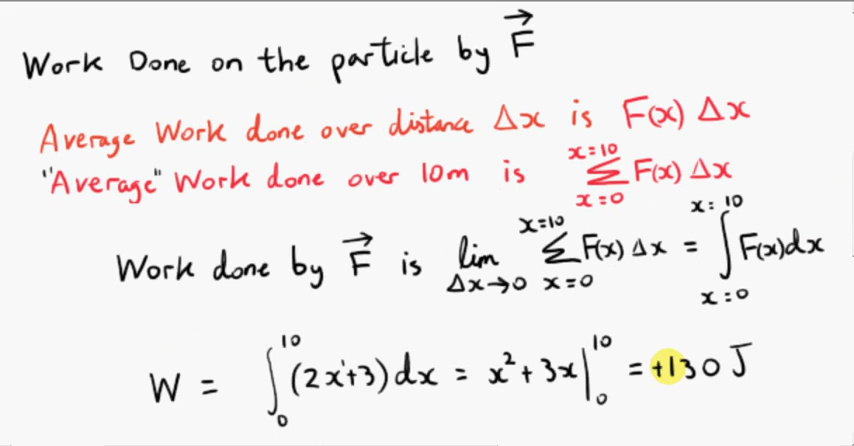 Work Done on the particle by F⃗
Average Work done over distance Δx is F(x) Δx
"Average" Work done over 10m is Σ_{x=0}^{x=10} F(x) Δx
Work done by F⃗ is lim_{Δx→0} Σ_{x=0}^{x=10} F(x) Δx = ∫_{x=0}^{x=10} F(x)dx
W = ∫_0^10 (2x+3) dx = x² + 3x |_0^10 = +130 J